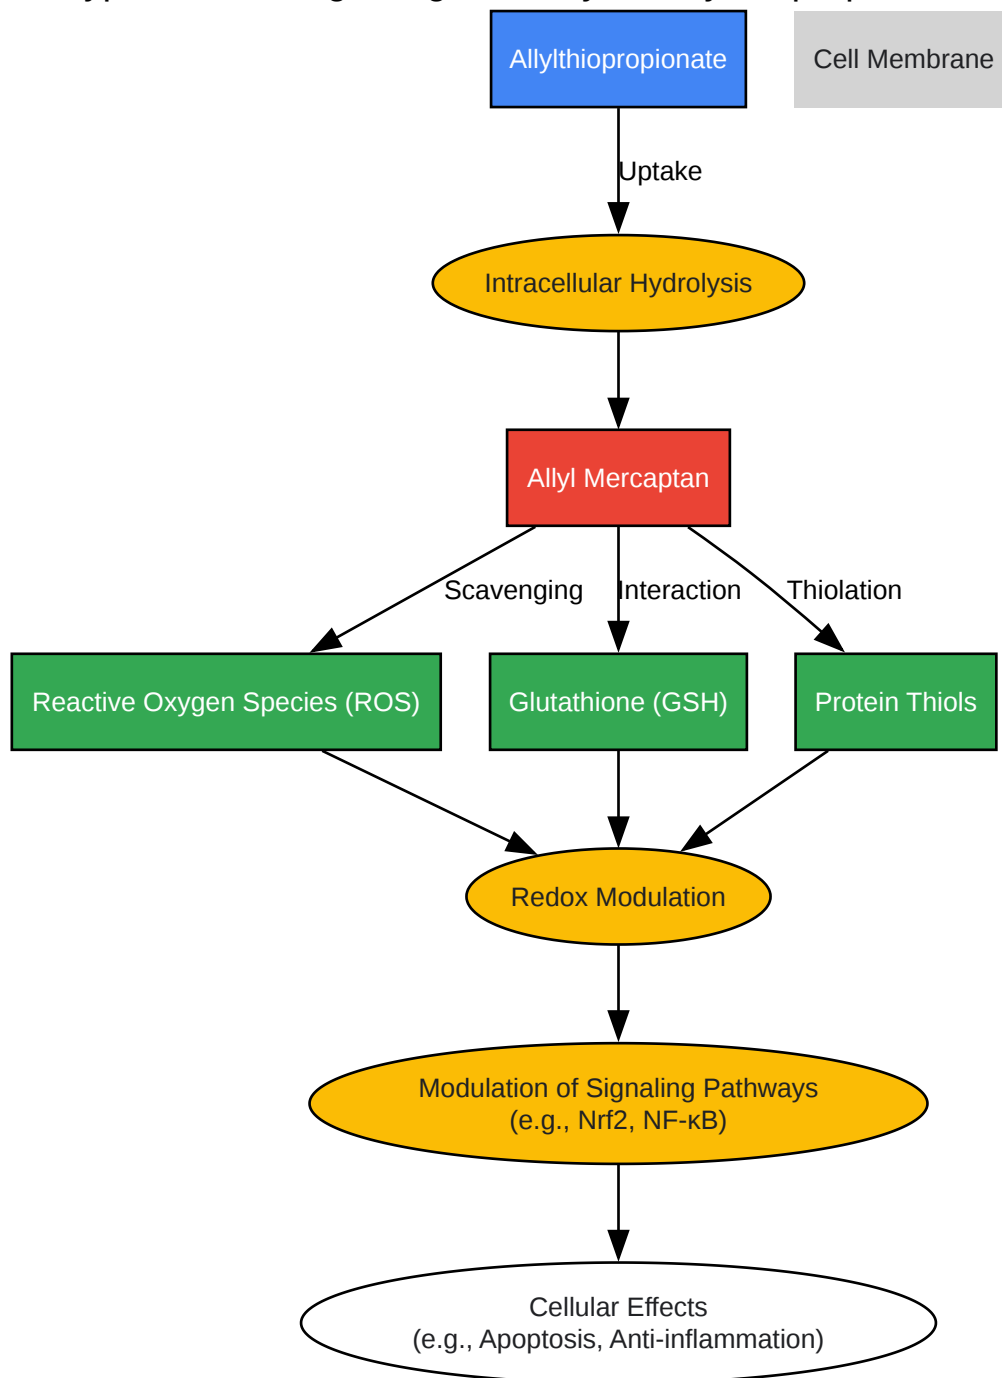 Allylthiopropionate
Cell Membrane
Uptake
Intracellular Hydrolysis
Allyl Mercaptan
Scavenging
Interaction
Thiolation
Reactive Oxygen Species (ROS)
Glutathione (GSH)
Protein Thiols
Redox Modulation
Modulation of Signaling Pathways
(e.g., Nrf2, NF-κB)
Cellular Effects
(e.g., Apoptosis, Anti-inflammation)